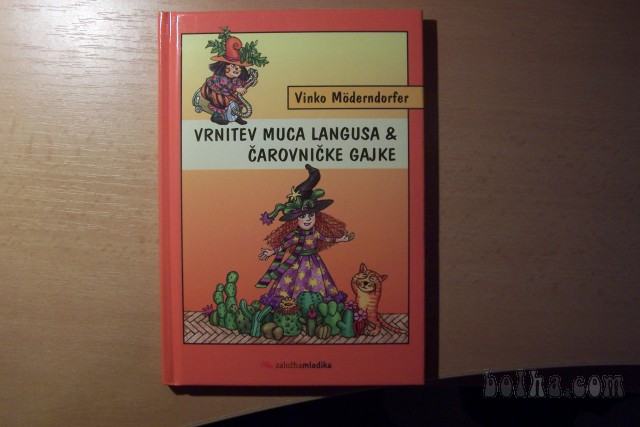 Vinko Möderndorfer
VRNITEV MUCA LANGUSA &
ČAROVNIČKE GAJKE
založbamladika
bolha.com